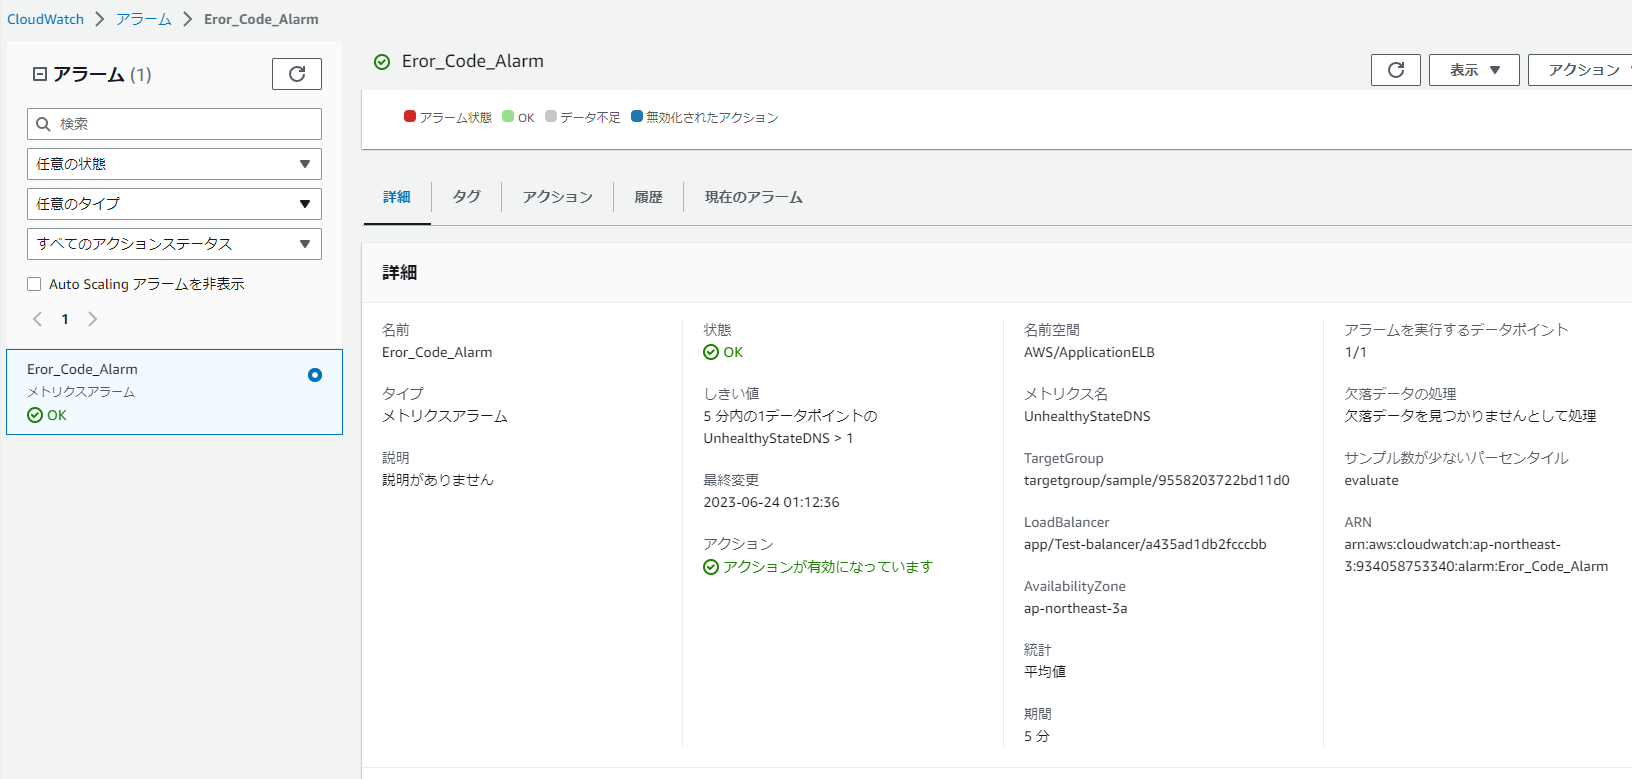 CloudWatch > アラーム > Eror_Code_Alarm
アラーム (1)
検索
任意の状態
任意のタイプ
すべてのアクションステータス
Auto Scaling アラームを非表示
1
Eror_Code_Alarm
メトリクスアラーム
OK
Eror_Code_Alarm
表示
アクション
アラーム状態 OK データ不足 無効化されたアクション
詳細 タグ アクション 履歴 現在のアラーム
詳細
名前
Eror_Code_Alarm
タイプ
メトリクスアラーム
説明
説明がありません
状態
OK
しきい値
5 分内の1データポイントの
UnhealthyStateDNS > 1
最終変更
2023-06-24 01:12:36
アクション
アクションが有効になっています
名前空間
AWS/ApplicationELB
メトリクス名
UnhealthyStateDNS
TargetGroup
targetgroup/sample/9558203722bd11d0
LoadBalancer
app/Test-balancer/a435ad1db2fcccbb
AvailabilityZone
ap-northeast-3a
統計
平均値
期間
5 分
アラームを実行するデータポイント
1/1
欠落データの処理
欠落データを見つかりませんとして処理
サンプル数が少ないパーセンタイル
evaluate
ARN
arn:aws:cloudwatch:ap-northeast-
3:934058753340:alarm:Eror_Code_Alarm